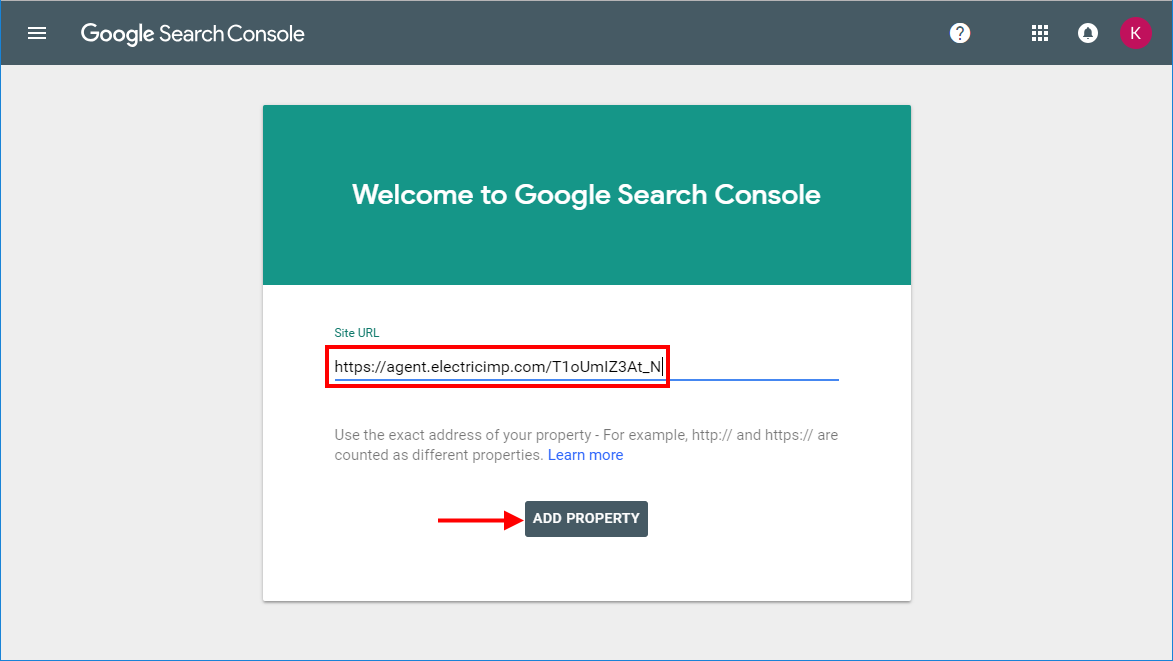 Google Search Console
?
K
Welcome to Google Search Console
Site URL
https://agent.electricimp.com/T1oUmIZ3At_N
Use the exact address of your property - For example, http:// and https:// are
counted as different properties. Learn more
ADD PROPERTY